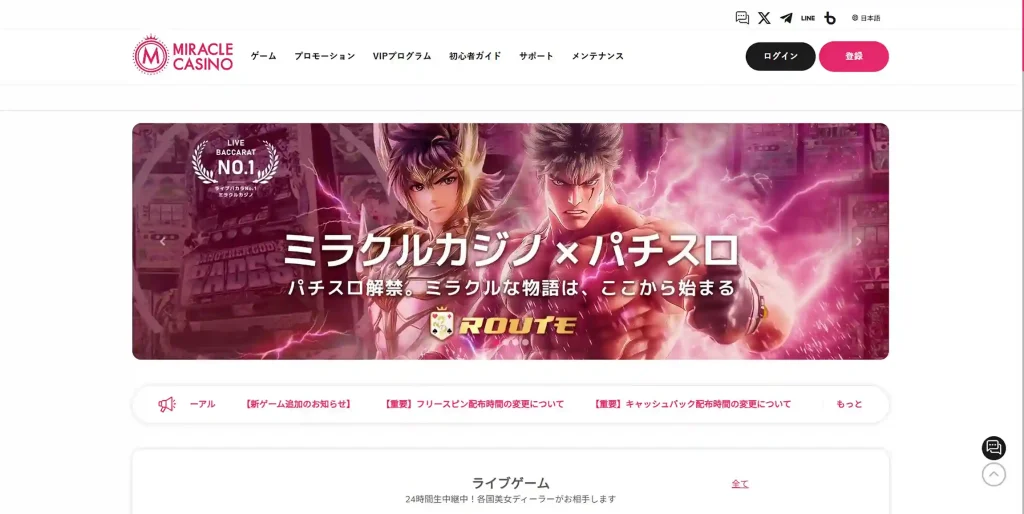 LINE
日本語
MIRACLE
CASINO
ゲーム
プロモーション
VIPプログラム
初心者ガイド
サポート
メンテナンス
ログイン
登録
LIVE
BACCARAT
NO.1
ライブバカラNo.1
ミラクルカジノ
ミラクルカジノ×パチスロ
パチスロ解禁。ミラクルな物語は、ここから始まる
ROUTE
ーアル
【新ゲーム追加のお知らせ】
【重要】フリースピン配布時間の変更について
【重要】キャッシュバック配布時間の変更について
もっと
ライブゲーム
全て
24時間生中継中！各国美女ディーラーがお相手します